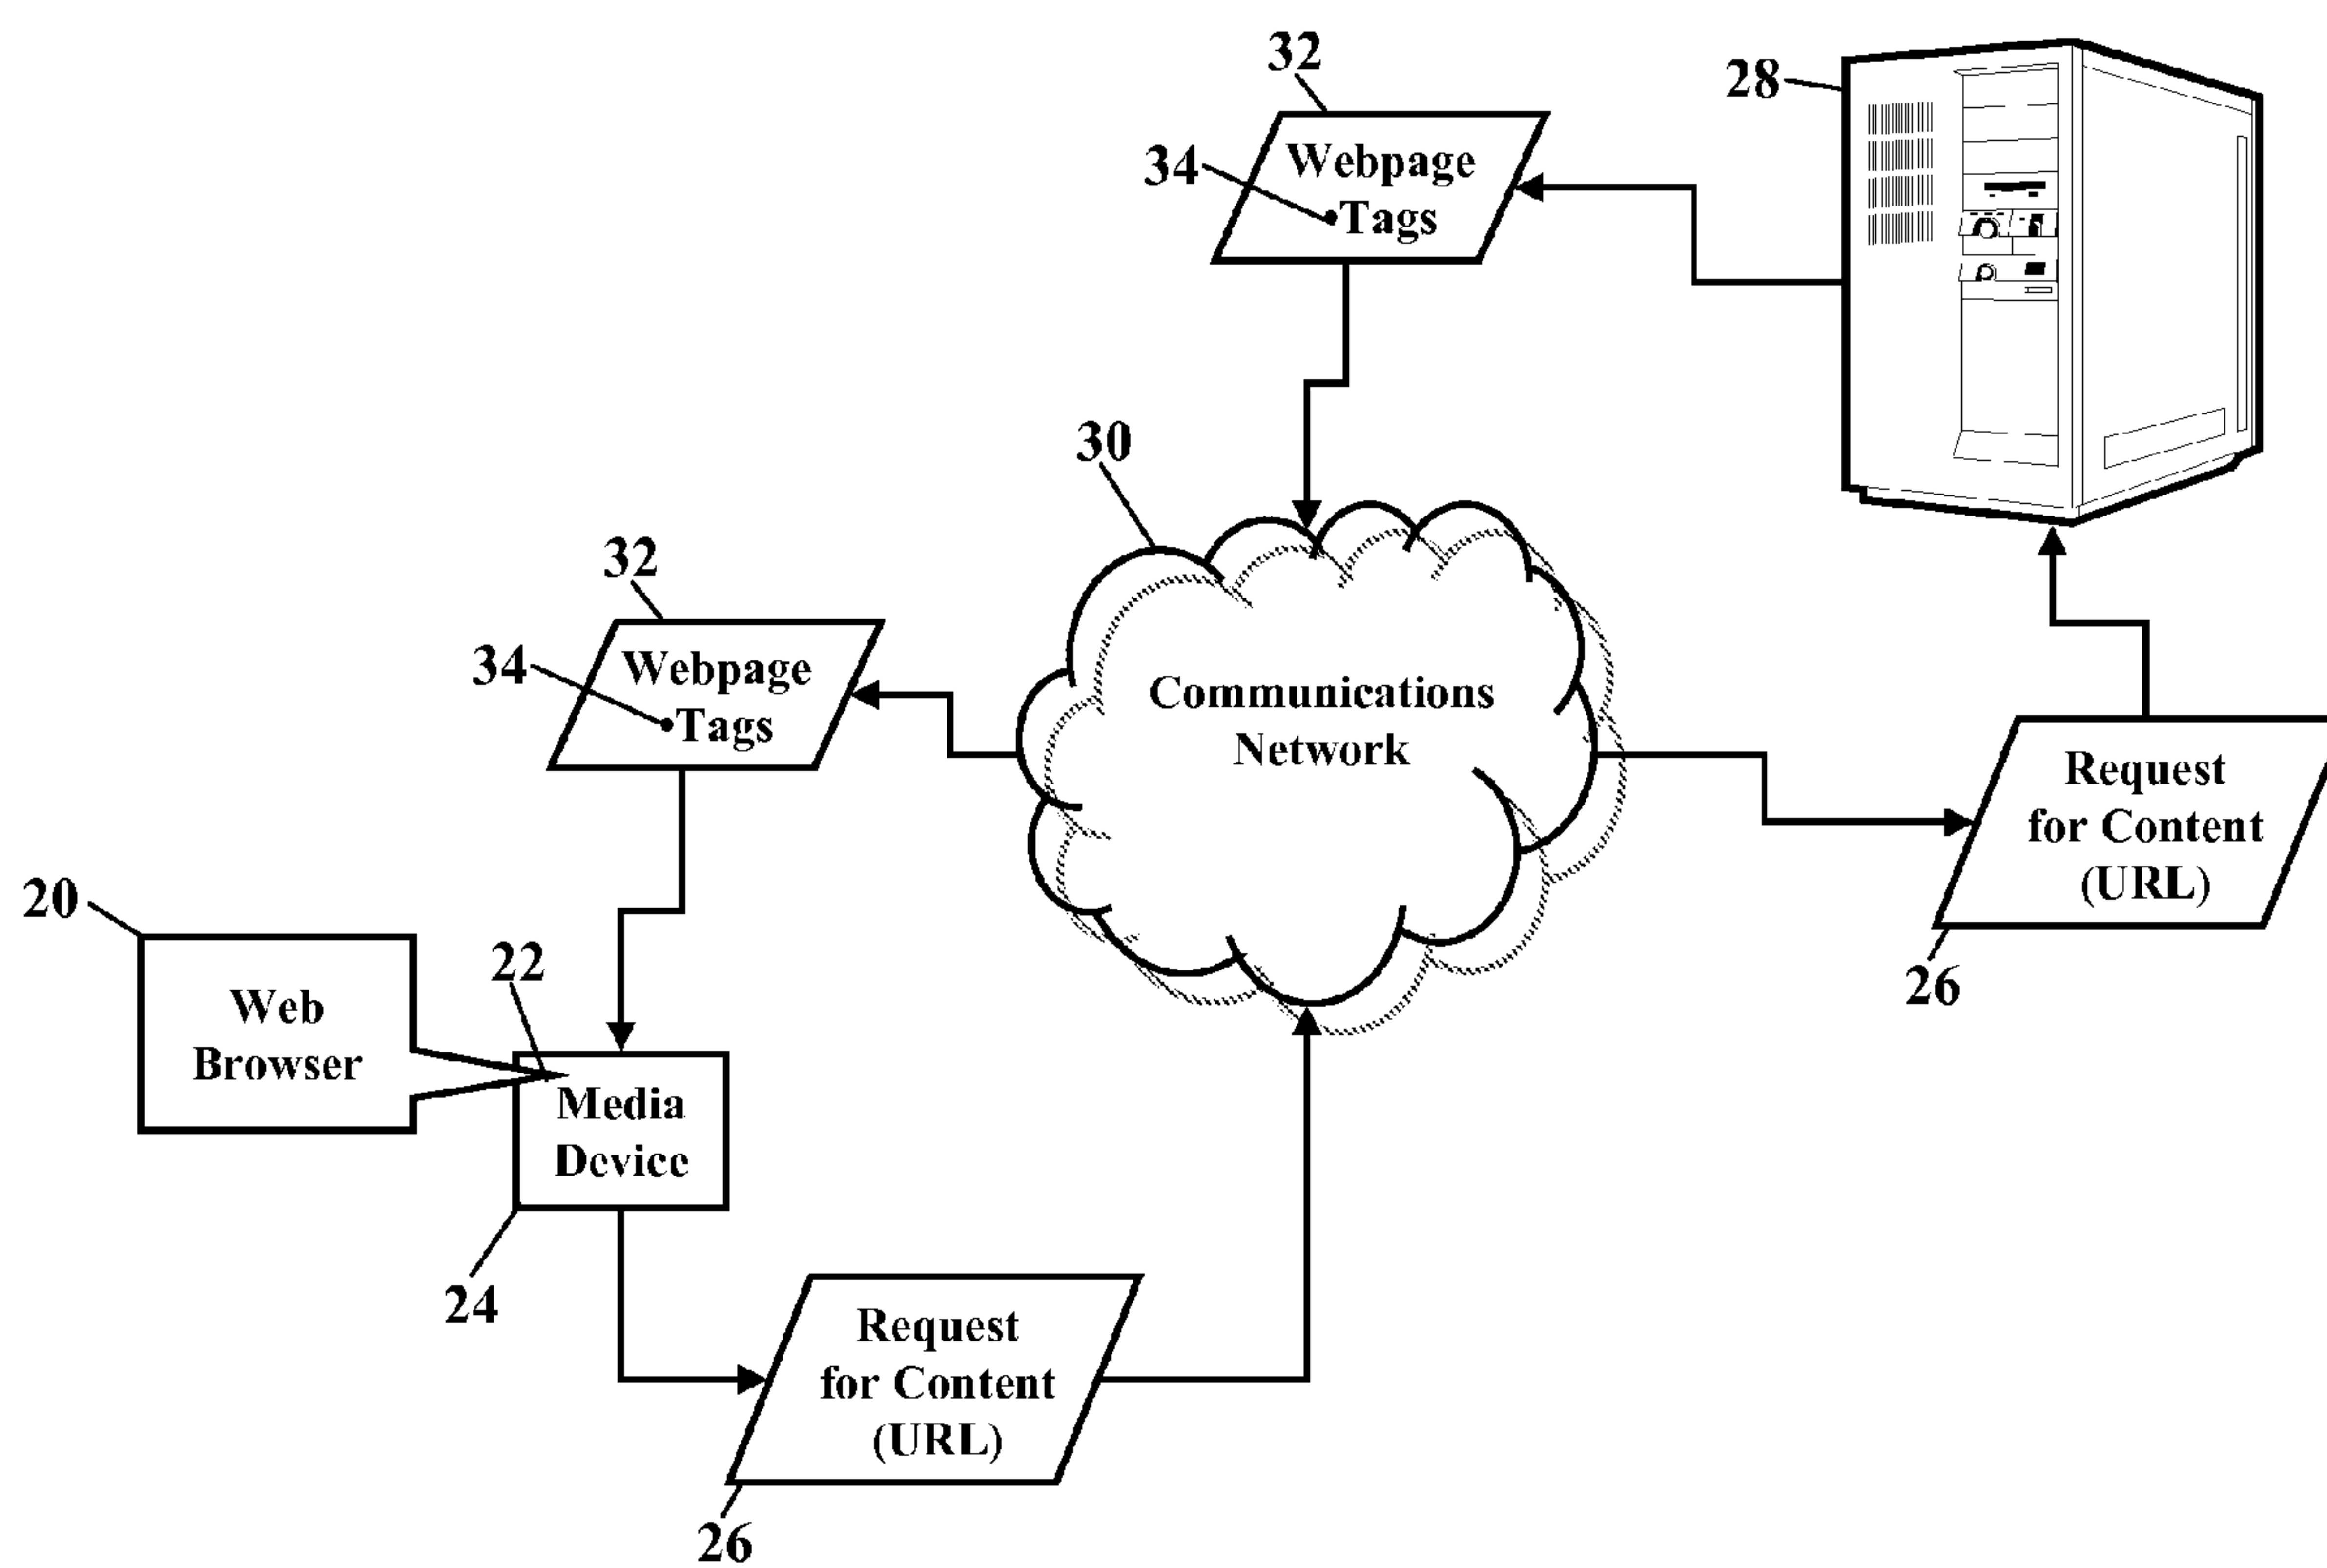 32
28
34
Webpage
Tags
30
32
34
Webpage
Tags
Communications
Network
Request
for Content
(URL)
26
20
22
Web
Browser
Media
Device
24
Request
for Content
(URL)
26